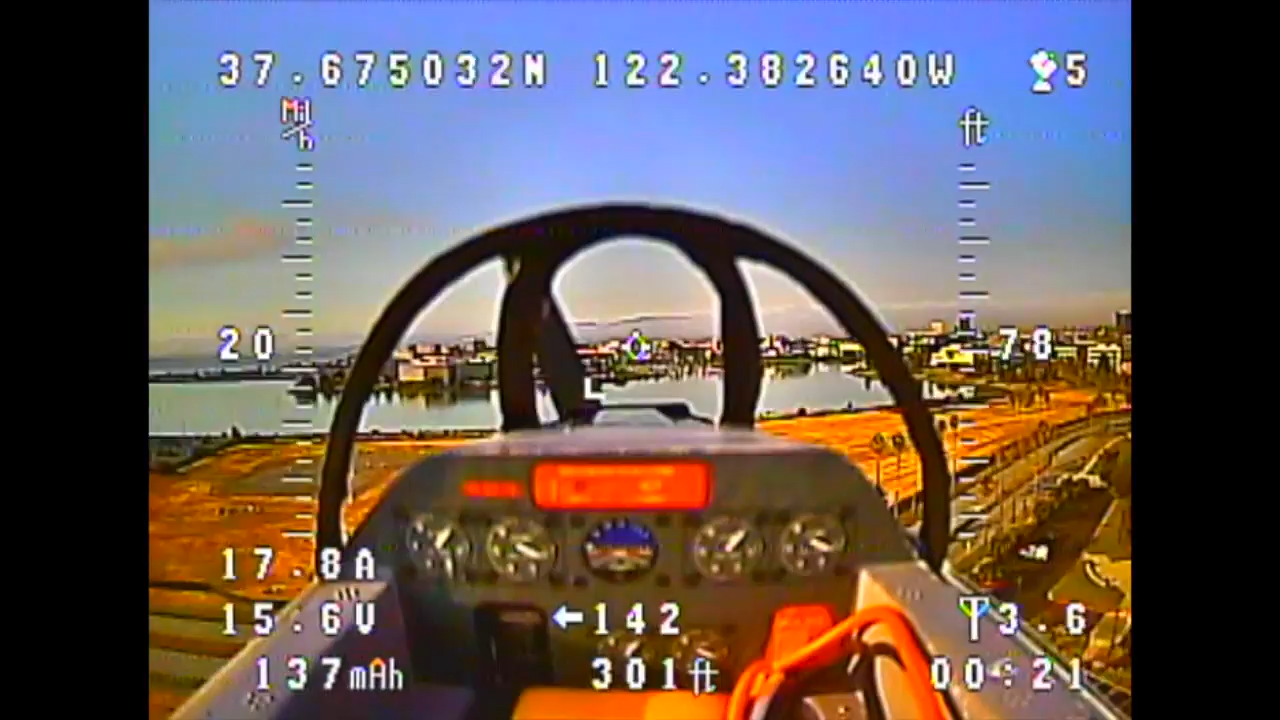 37.675032N 122.382640W 5
Mil/h ft
20 78
17.8A
15.6V ←142 3.6
137mAh 301ft 00:21